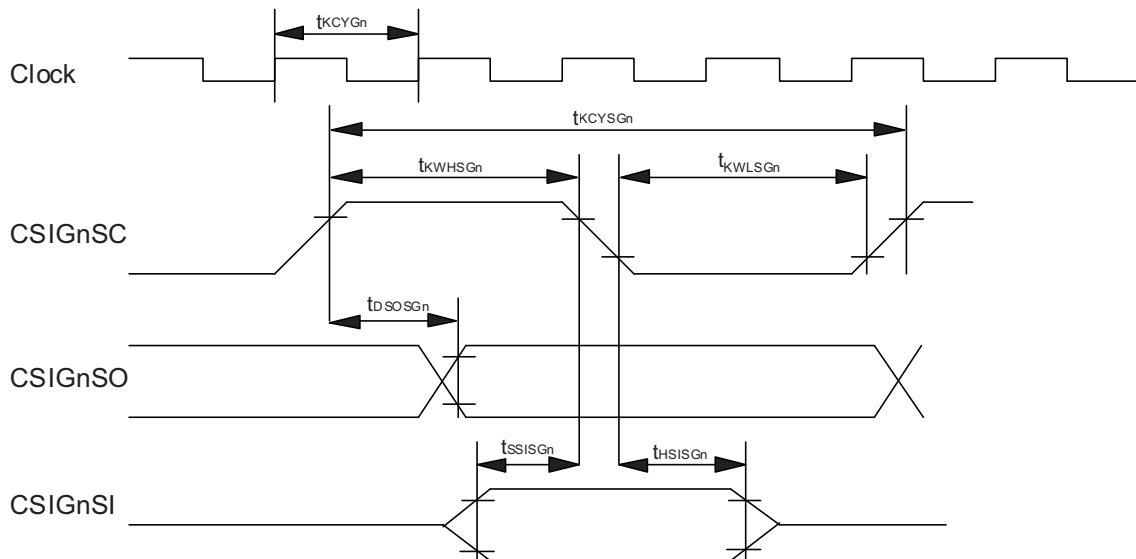 tKCYGn
Clock
tKCYSGn
tKWHSGn
tKWLSGn
CSIGnSC
tDSOSGn
CSIGnSO
tSSISGn
tHSISGn
CSIGnSI